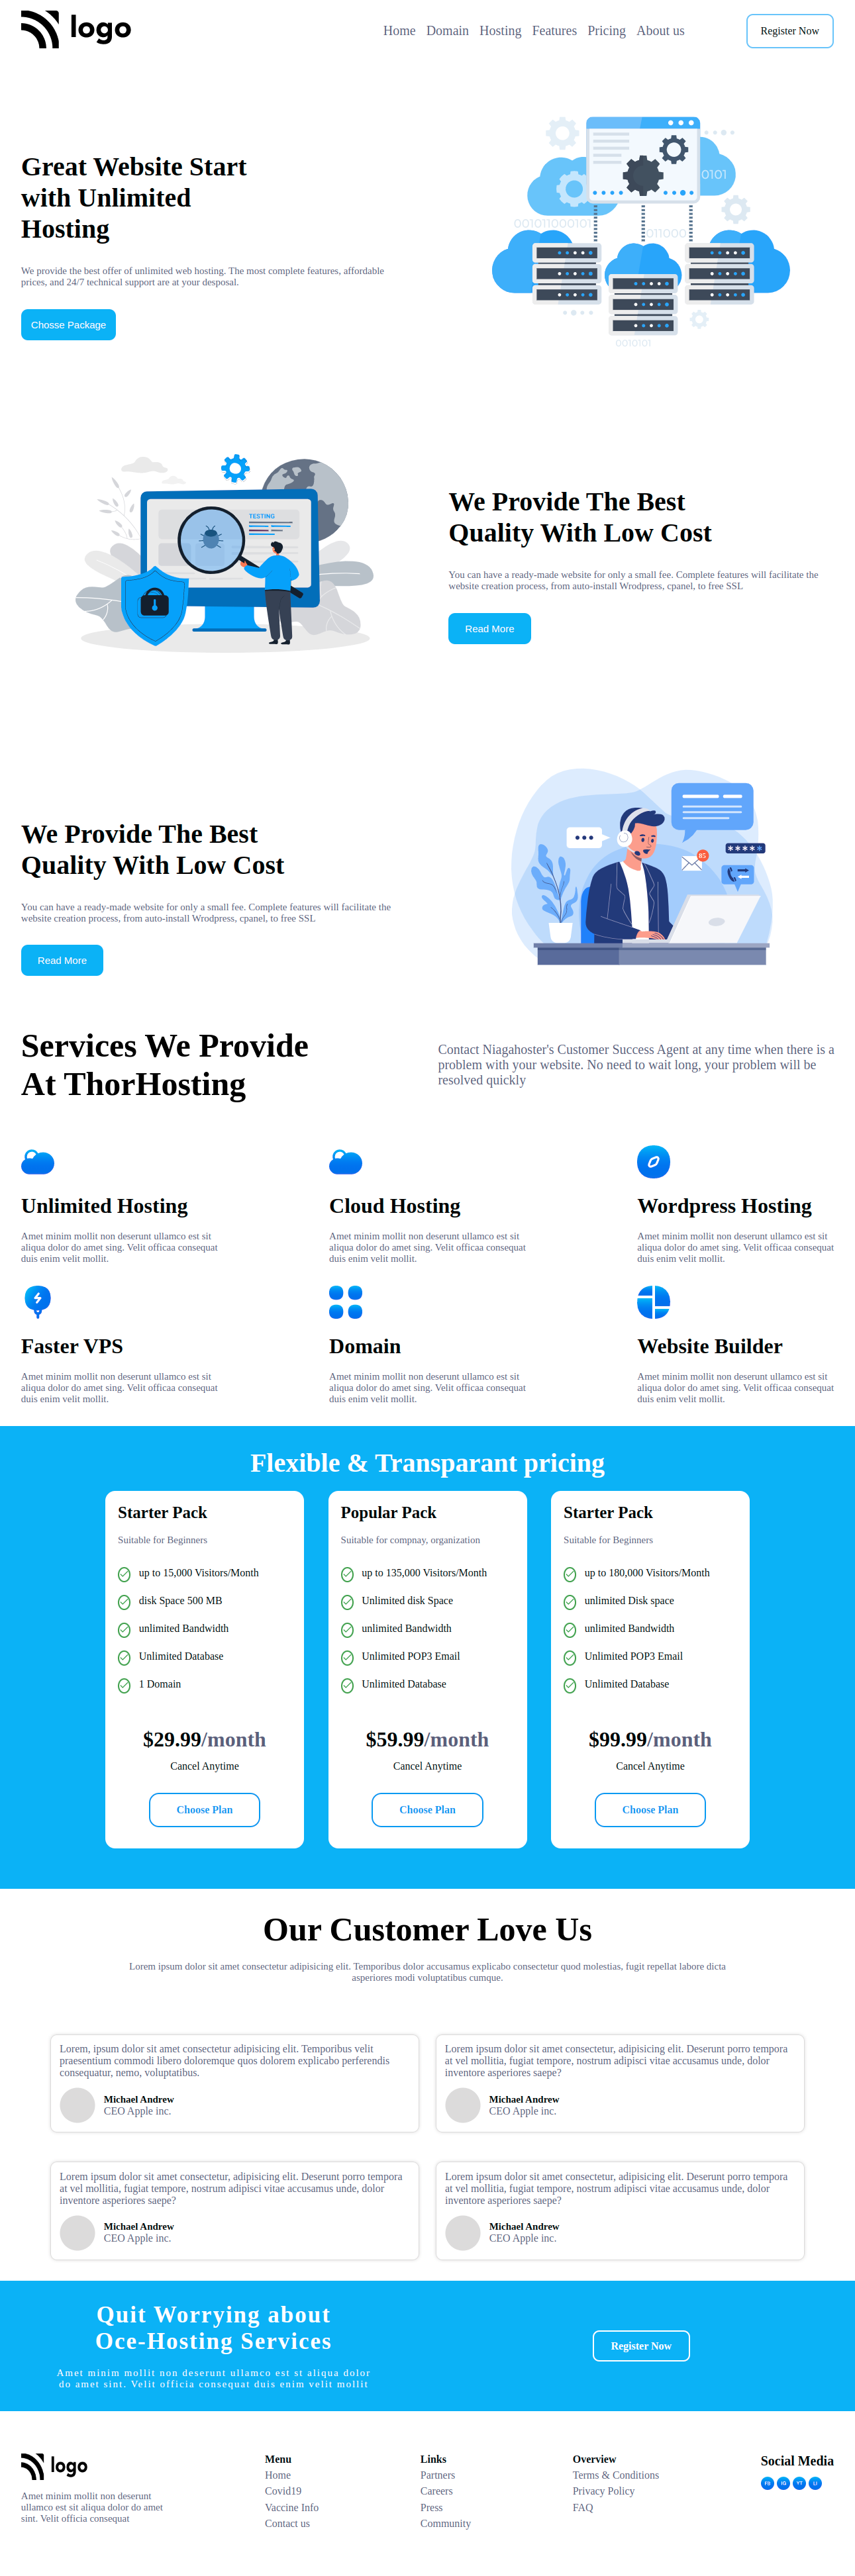 logo
Home Domain Hosting Features Pricing About us
Register Now
Great Website Start
with Unlimited
Hosting
We provide the best offer of unlimited web hosting. The most complete features, affordable
prices, and 24/7 technical support are at your desposal.
Chosse Package
0101
001011000101
011000
0010101
TESTING
We Provide The Best
Quality With Low Cost
You can have a ready-made website for only a small fee. Complete features will facilitate the
website creation process, from auto-install Wrodpress, cpanel, to free SSL
Read More
We Provide The Best
Quality With Low Cost
You can have a ready-made website for only a small fee. Complete features will facilitate the
website creation process, from auto-install Wrodpress, cpanel, to free SSL
Read More
Services We Provide
At ThorHosting
Contact Niagahoster's Customer Success Agent at any time when there is a
problem with your website. No need to wait long, your problem will be
resolved quickly
Unlimited Hosting
Amet minim mollit non deserunt ullamco est sit
aliqua dolor do amet sing. Velit officaa consequat
duis enim velit mollit.
Cloud Hosting
Amet minim mollit non deserunt ullamco est sit
aliqua dolor do amet sing. Velit officaa consequat
duis enim velit mollit.
Wordpress Hosting
Amet minim mollit non deserunt ullamco est sit
aliqua dolor do amet sing. Velit officaa consequat
duis enim velit mollit.
Faster VPS
Amet minim mollit non deserunt ullamco est sit
aliqua dolor do amet sing. Velit officaa consequat
duis enim velit mollit.
Domain
Amet minim mollit non deserunt ullamco est sit
aliqua dolor do amet sing. Velit officaa consequat
duis enim velit mollit.
Website Builder
Amet minim mollit non deserunt ullamco est sit
aliqua dolor do amet sing. Velit officaa consequat
duis enim velit mollit.
Flexible & Transparant pricing
Starter Pack
Suitable for Beginners
up to 15,000 Visitors/Month
disk Space 500 MB
unlimited Bandwidth
Unlimited Database
1 Domain
$29.99/month
Cancel Anytime
Choose Plan
Popular Pack
Suitable for compnay, organization
up to 135,000 Visitors/Month
Unlimited disk Space
unlimited Bandwidth
Unlimited POP3 Email
Unlimited Database
$59.99/month
Cancel Anytime
Choose Plan
Starter Pack
Suitable for Beginners
up to 180,000 Visitors/Month
unlimited Disk space
unlimited Bandwidth
Unlimited POP3 Email
Unlimited Database
$99.99/month
Cancel Anytime
Choose Plan
Our Customer Love Us
Lorem ipsum dolor sit amet consectetur adipisicing elit. Temporibus dolor accusamus explicabo consectetur quod molestias, fugit repellat labore dicta
asperiores modi voluptatibus cumque.
Lorem, ipsum dolor sit amet consectetur adipisicing elit. Temporibus velit
praesentium commodi libero doloremque quos dolorem explicabo perferendis
consequatur, nemo, voluptatibus.
Michael Andrew
CEO Apple inc.
Lorem ipsum dolor sit amet consectetur, adipisicing elit. Deserunt porro tempora
at vel mollitia, fugiat tempore, nostrum adipisci vitae accusamus unde, dolor
inventore asperiores saepe?
Michael Andrew
CEO Apple inc.
Lorem ipsum dolor sit amet consectetur, adipisicing elit. Deserunt porro tempora
at vel mollitia, fugiat tempore, nostrum adipisci vitae accusamus unde, dolor
inventore asperiores saepe?
Michael Andrew
CEO Apple inc.
Lorem ipsum dolor sit amet consectetur, adipisicing elit. Deserunt porro tempora
at vel mollitia, fugiat tempore, nostrum adipisci vitae accusamus unde, dolor
inventore asperiores saepe?
Michael Andrew
CEO Apple inc.
Quit Worrying about
Oce-Hosting Services
Amet minim mollit non deserunt ullamco est st aliqua dolor
do amet sint. Velit officia consequat duis enim velit mollit
Register Now
logo
Amet minim mollit non deserunt
ullamco est sit aliqua dolor do amet
sint. Velit officia consequat
Menu
Home
Covid19
Vaccine Info
Contact us
Links
Partners
Careers
Press
Community
Overview
Terms & Conditions
Privacy Policy
FAQ
Social Media
FB IG YT LI